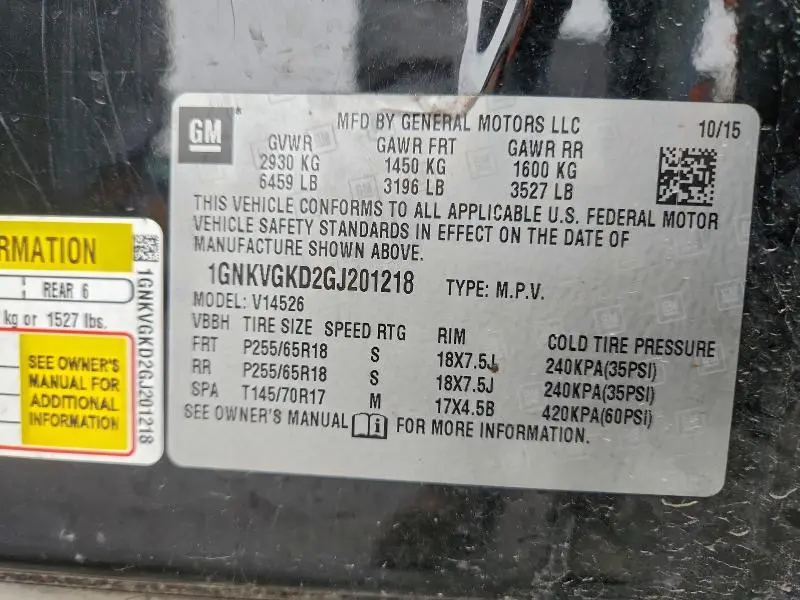 GM
MFD BY GENERAL MOTORS LLC 10/15
GVWR GAWR FRT GAWR RR
2930 KG 1450 KG 1600 KG
6459 LB 3196 LB 3527 LB
THIS VEHICLE CONFORMS TO ALL APPLICABLE U.S. FEDERAL MOTOR
VEHICLE SAFETY STANDARDS IN EFFECT ON THE DATE OF
MANUFACTURE SHOWN ABOVE.
1GNKVGKD2GJ201218 TYPE: M.P.V.
MODEL: V14526
VBBH TIRE SIZE SPEED RTG RIM COLD TIRE PRESSURE
FRT P255/65R18 S 18X7.5J 240KPA(35PSI)
RR P255/65R18 S 18X7.5J 240KPA(35PSI)
SPA T145/70R17 M 17X4.5B 420KPA(60PSI)
SEE OWNER'S MANUAL FOR MORE INFORMATION.
RMATION
REAR 6
kg or 1527 lbs.
SEE OWNER'S
MANUAL FOR
ADDITIONAL
INFORMATION
1GNKVGKD2GJ201218